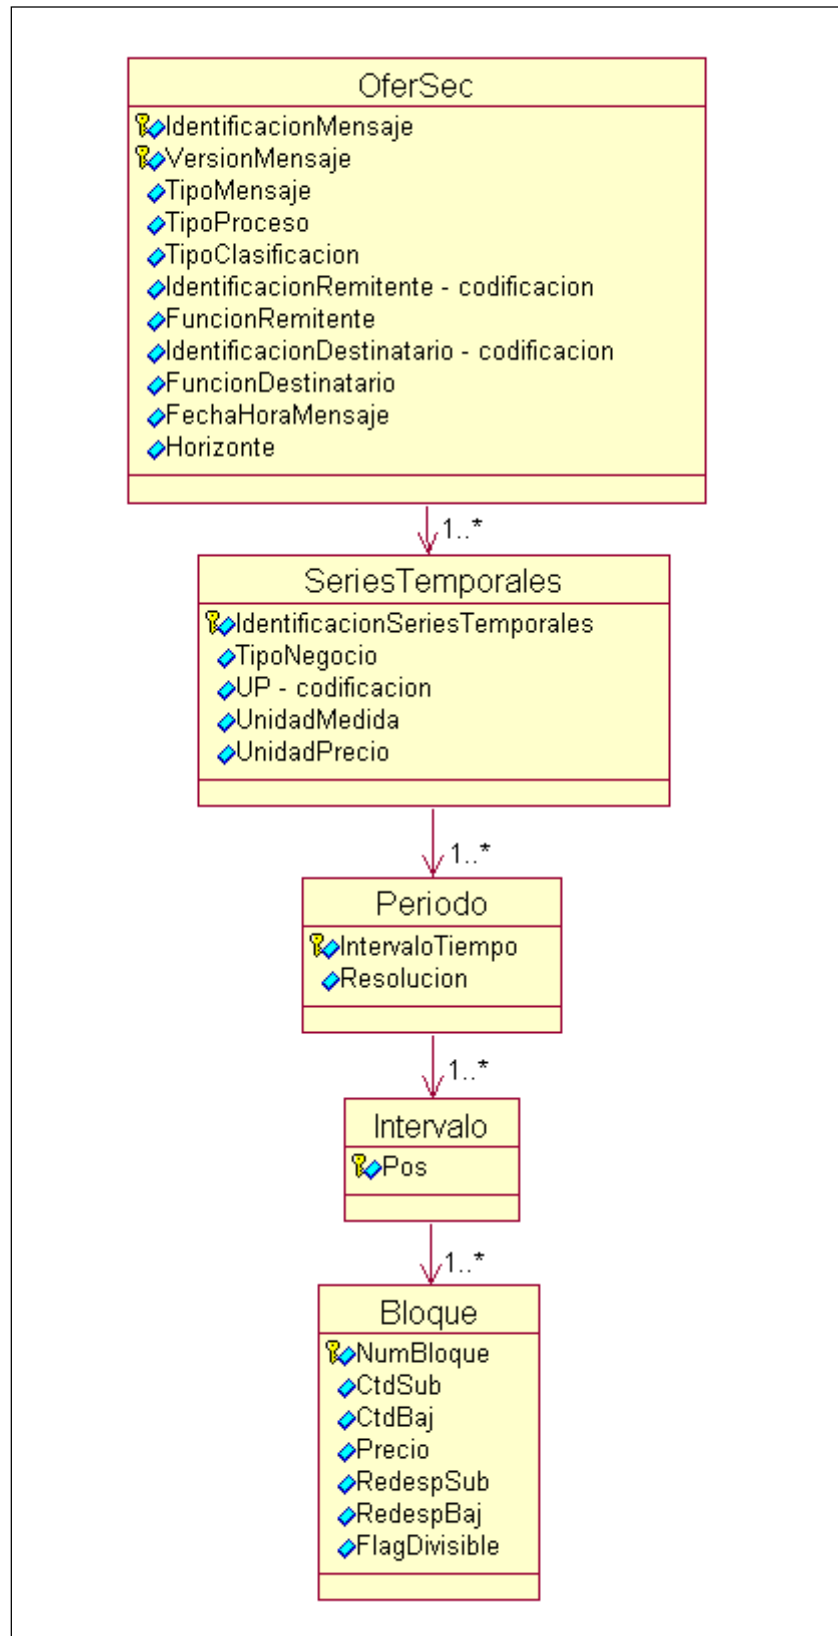 OferSec
IdentificacionMensaje
VersionMensaje
TipoMensaje
TipoProceso
TipoClasificacion
IdentificacionRemitente - codificacion
FuncionRemitente
IdentificacionDestinatario - codificacion
FuncionDestinatario
FechaHoraMensaje
Horizonte
1..*
SeriesTemporales
IdentificacionSeriesTemporales
TipoNegocio
UP - codificacion
UnidadMedida
UnidadPrecio
1..*
Periodo
IntervaloTiempo
Resolucion
1..*
Intervalo
Pos
1..*
Bloque
NumBloque
CtdSub
CtdBaj
Precio
RedespSub
RedespBaj
FlagDivisible